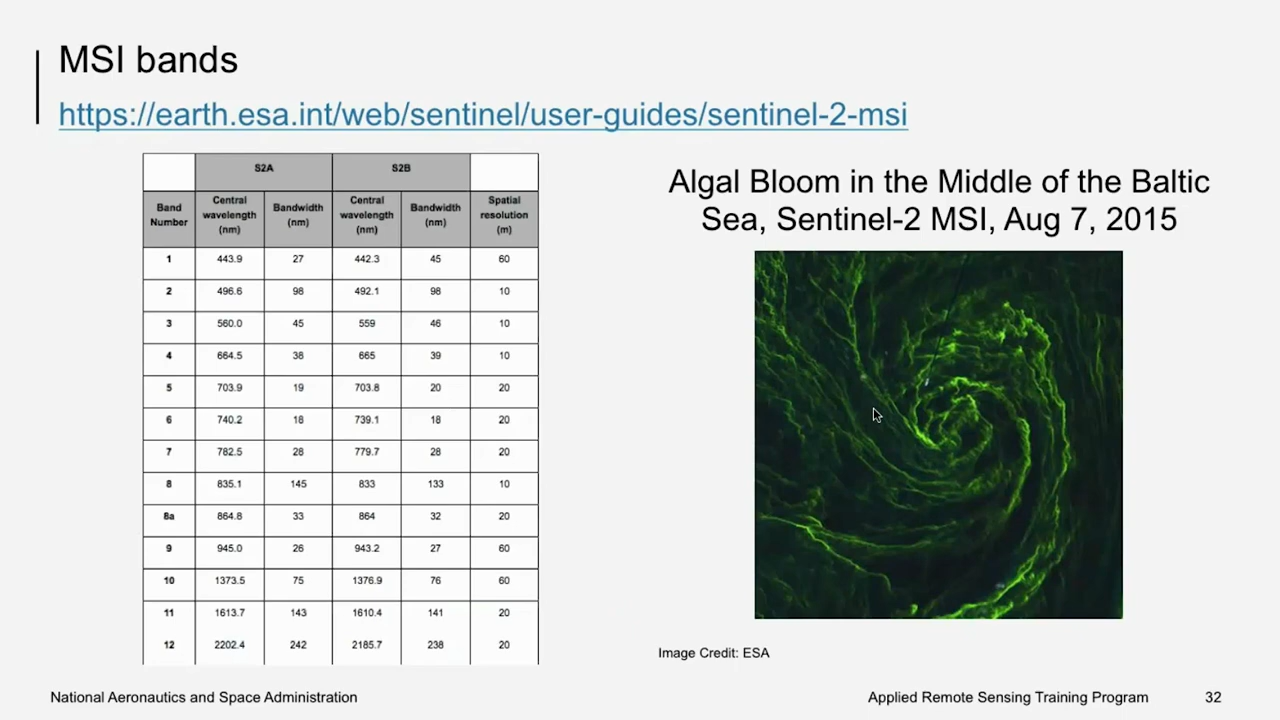 MSI bands
https://earth.esa.int/web/sentinel/user-guides/sentinel-2-msi
S2A S2B
Band Number Central wavelength (nm) Bandwidth (nm) Central wavelength (nm) Bandwidth (nm) Spatial resolution (m)
1 443.9 27 442.3 45 60
2 496.6 98 492.1 98 10
3 560.0 45 559 46 10
4 664.5 38 665 39 10
5 703.9 19 703.8 20 20
6 740.2 18 739.1 18 20
7 782.5 28 779.7 28 20
8 835.1 145 833 133 10
8a 864.8 33 864 32 20
9 945.0 26 943.2 27 60
10 1373.5 75 1376.9 76 60
11 1613.7 143 1610.4 141 20
12 2202.4 242 2185.7 238 20
Algal Bloom in the Middle of the Baltic
Sea, Sentinel-2 MSI, Aug 7, 2015
Image Credit: ESA
National Aeronautics and Space Administration
Applied Remote Sensing Training Program
32